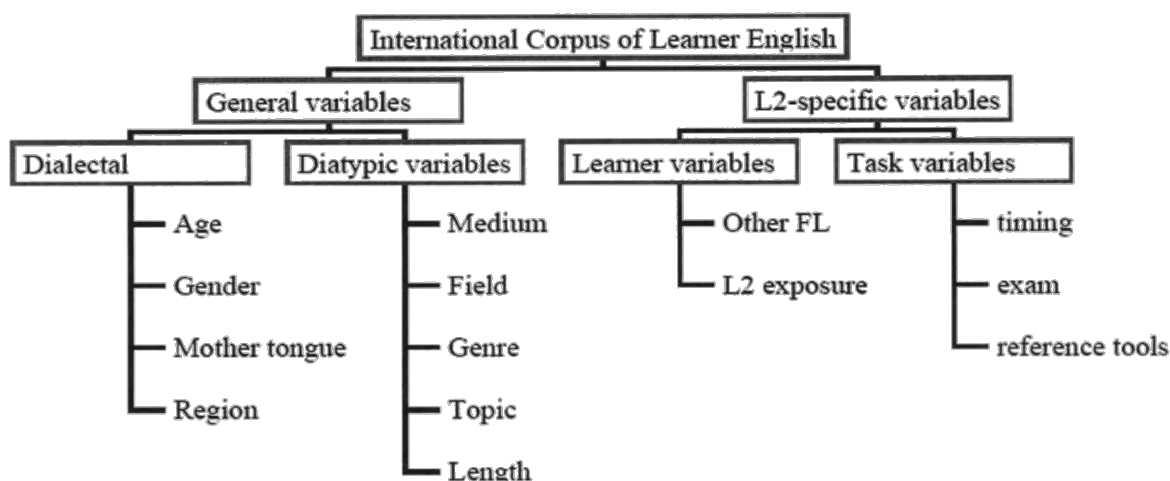 International Corpus of Learner English
General variables
L2-specific variables
Dialectal
Diatypic variables
Learner variables
Task variables
Age
Medium
Other FL
timing
Gender
Field
L2 exposure
exam
Mother tongue
Genre
reference tools
Region
Topic
Length